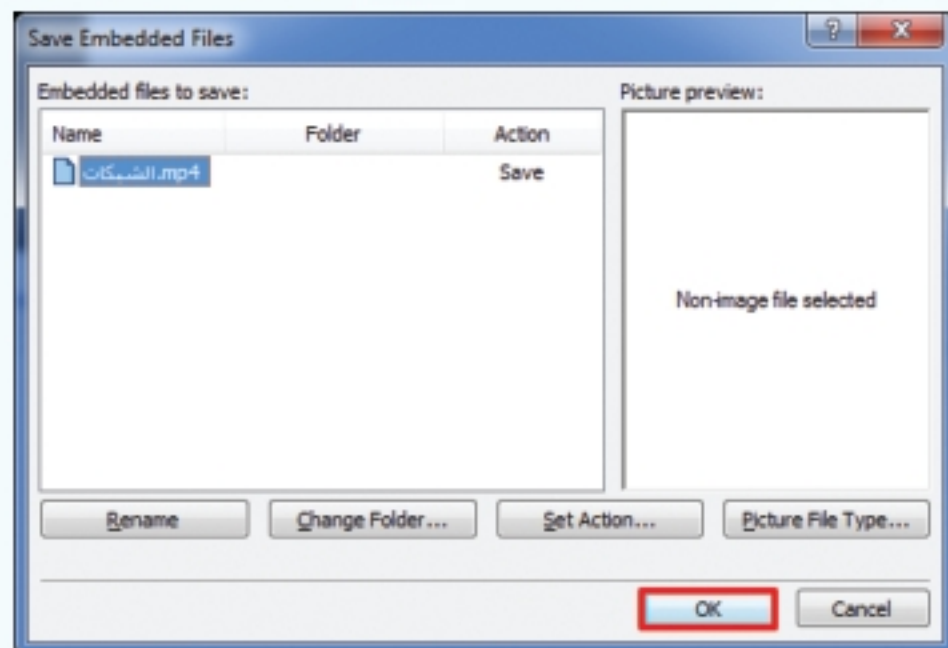 Save Embedded Files
Embedded files to save:
Picture preview:
Name Folder Action
الشبكات.mp4 Save
Non-image file selected
Rename Change Folder... Set Action... Picture File Type...
OK Cancel